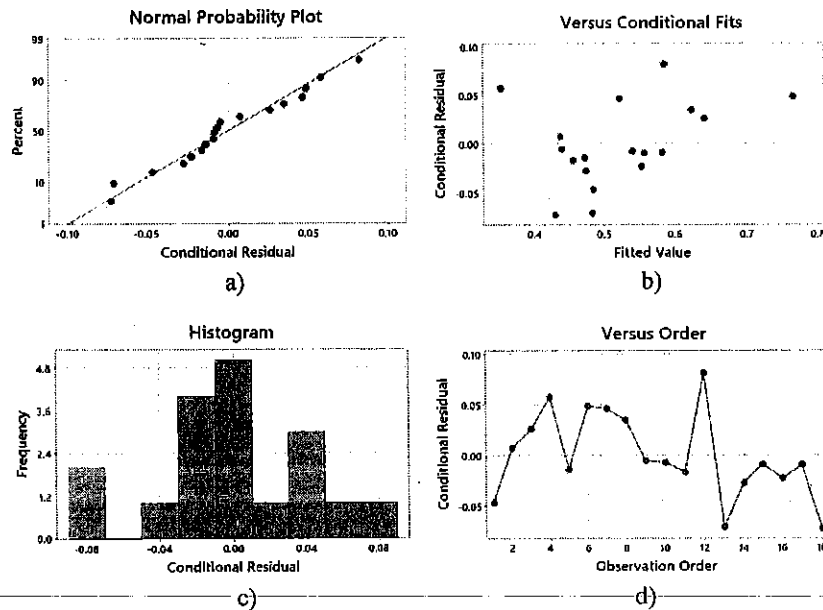 Normal Probability Plot
99
90
50
10
1
Percent
-0.10 -0.05 0.00 0.05 0.10
Conditional Residual
a)
Versus Conditional Fits
0.10
0.05
0.00
-0.05
Conditional Residual
0.4 0.5 0.6 0.7 0.8
Fitted Value
b)
Histogram
4.8
3.6
2.4
1.2
0.0
Frequency
-0.08 -0.04 0.00 0.04 0.08
Conditional Residual
c)
Versus Order
0.10
0.05
0.00
-0.05
Conditional Residual
2 4 6 8 10 12 14 16 18
Observation Order
d)